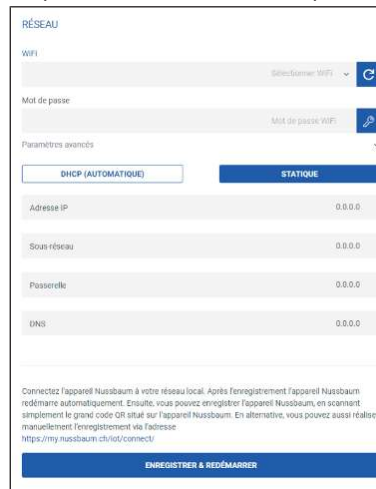 RÉSEAU
WiFi
Sélectionner WiFi
Mot de passe
Mot de passe WiFi
Paramètres avancés
DHCP (AUTOMATIQUE)
STATIQUE
Adresse IP 0.0.0.0
Sous-réseau 0.0.0.0
Passerelle 0.0.0.0
DNS 0.0.0.0
Connectez l'appareil Nussbaum à votre réseau local. Après l'enregistrement l'appareil Nussbaum
redémarre automatiquement. Ensuite, vous pouvez enregistrer l'appareil Nussbaum, en scannant
simplement le grand code QR situé sur l'appareil Nussbaum. En alternative, vous pouvez aussi réalise
manuellement l'enregistrement via l'adresse
https://my.nussbaum.ch/iot/connect/
ENREGISTRER & REDÉMARRER